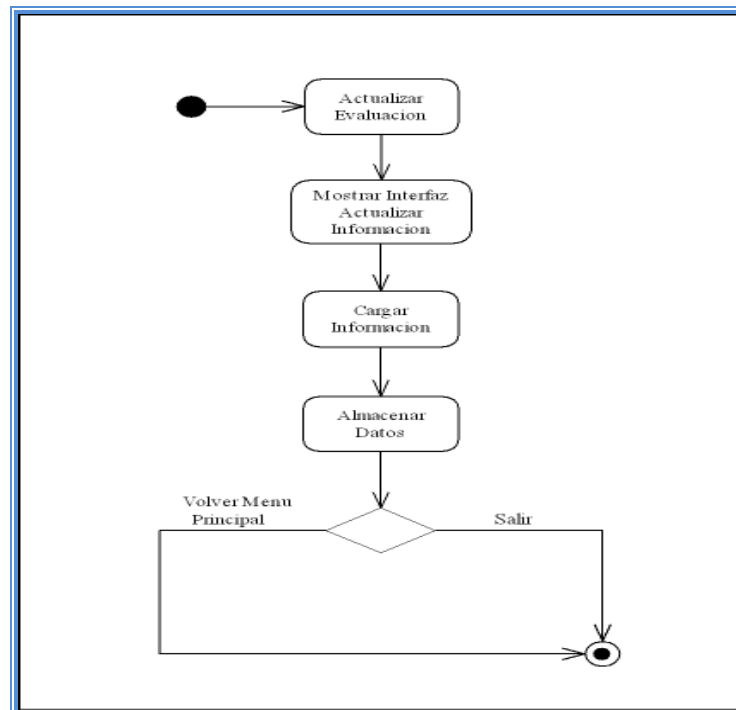 Actualizar
Evaluacion
Mostrar Interfaz
Actualizar
Informacion
Cargar
Informacion
Almacenar
Datos
Volver Menu
Principal
Salir